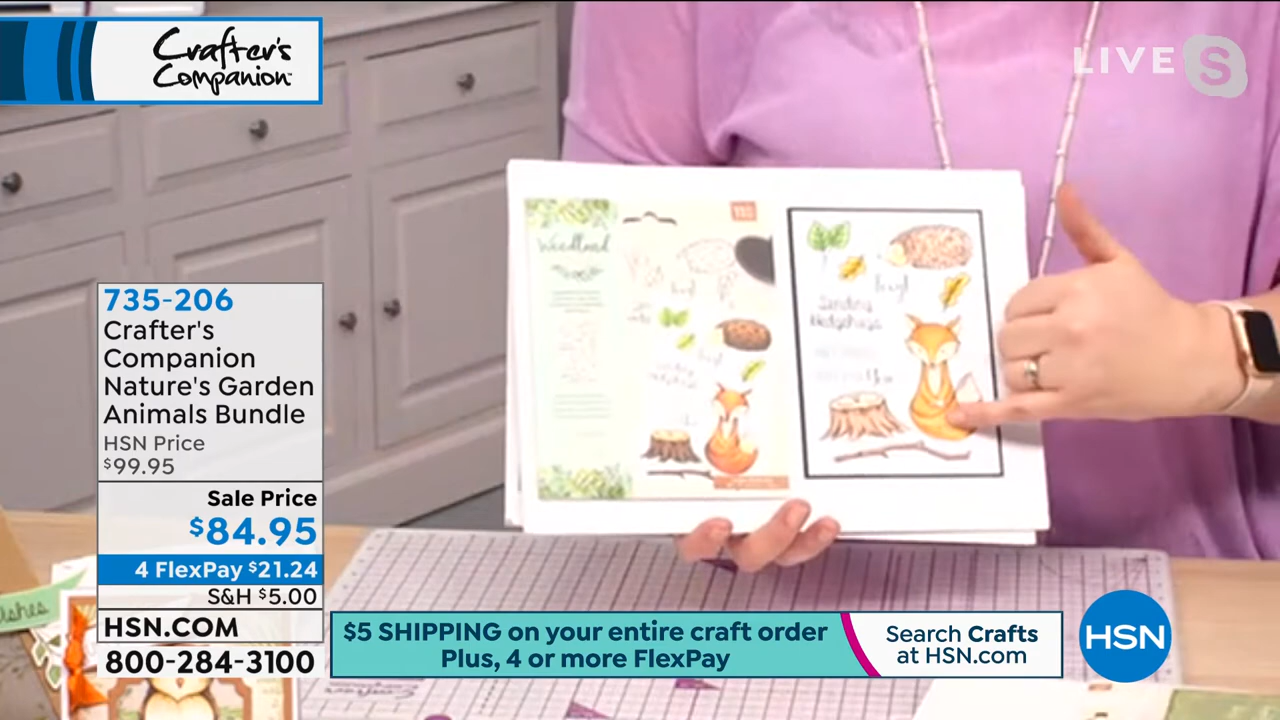 Crafter's
Companion
LIVE S
735-206
Crafter's
Companion
Nature's Garden
Animals Bundle
HSN Price
$99.95
Sale Price
$84.95
4 FlexPay $21.24
S&H $5.00
HSN.COM
800-284-3100
Woodland
Sending
Hedgehugs
$5 SHIPPING on your entire craft order
Plus, 4 or more FlexPay
Search Crafts
at HSN.com
HSN